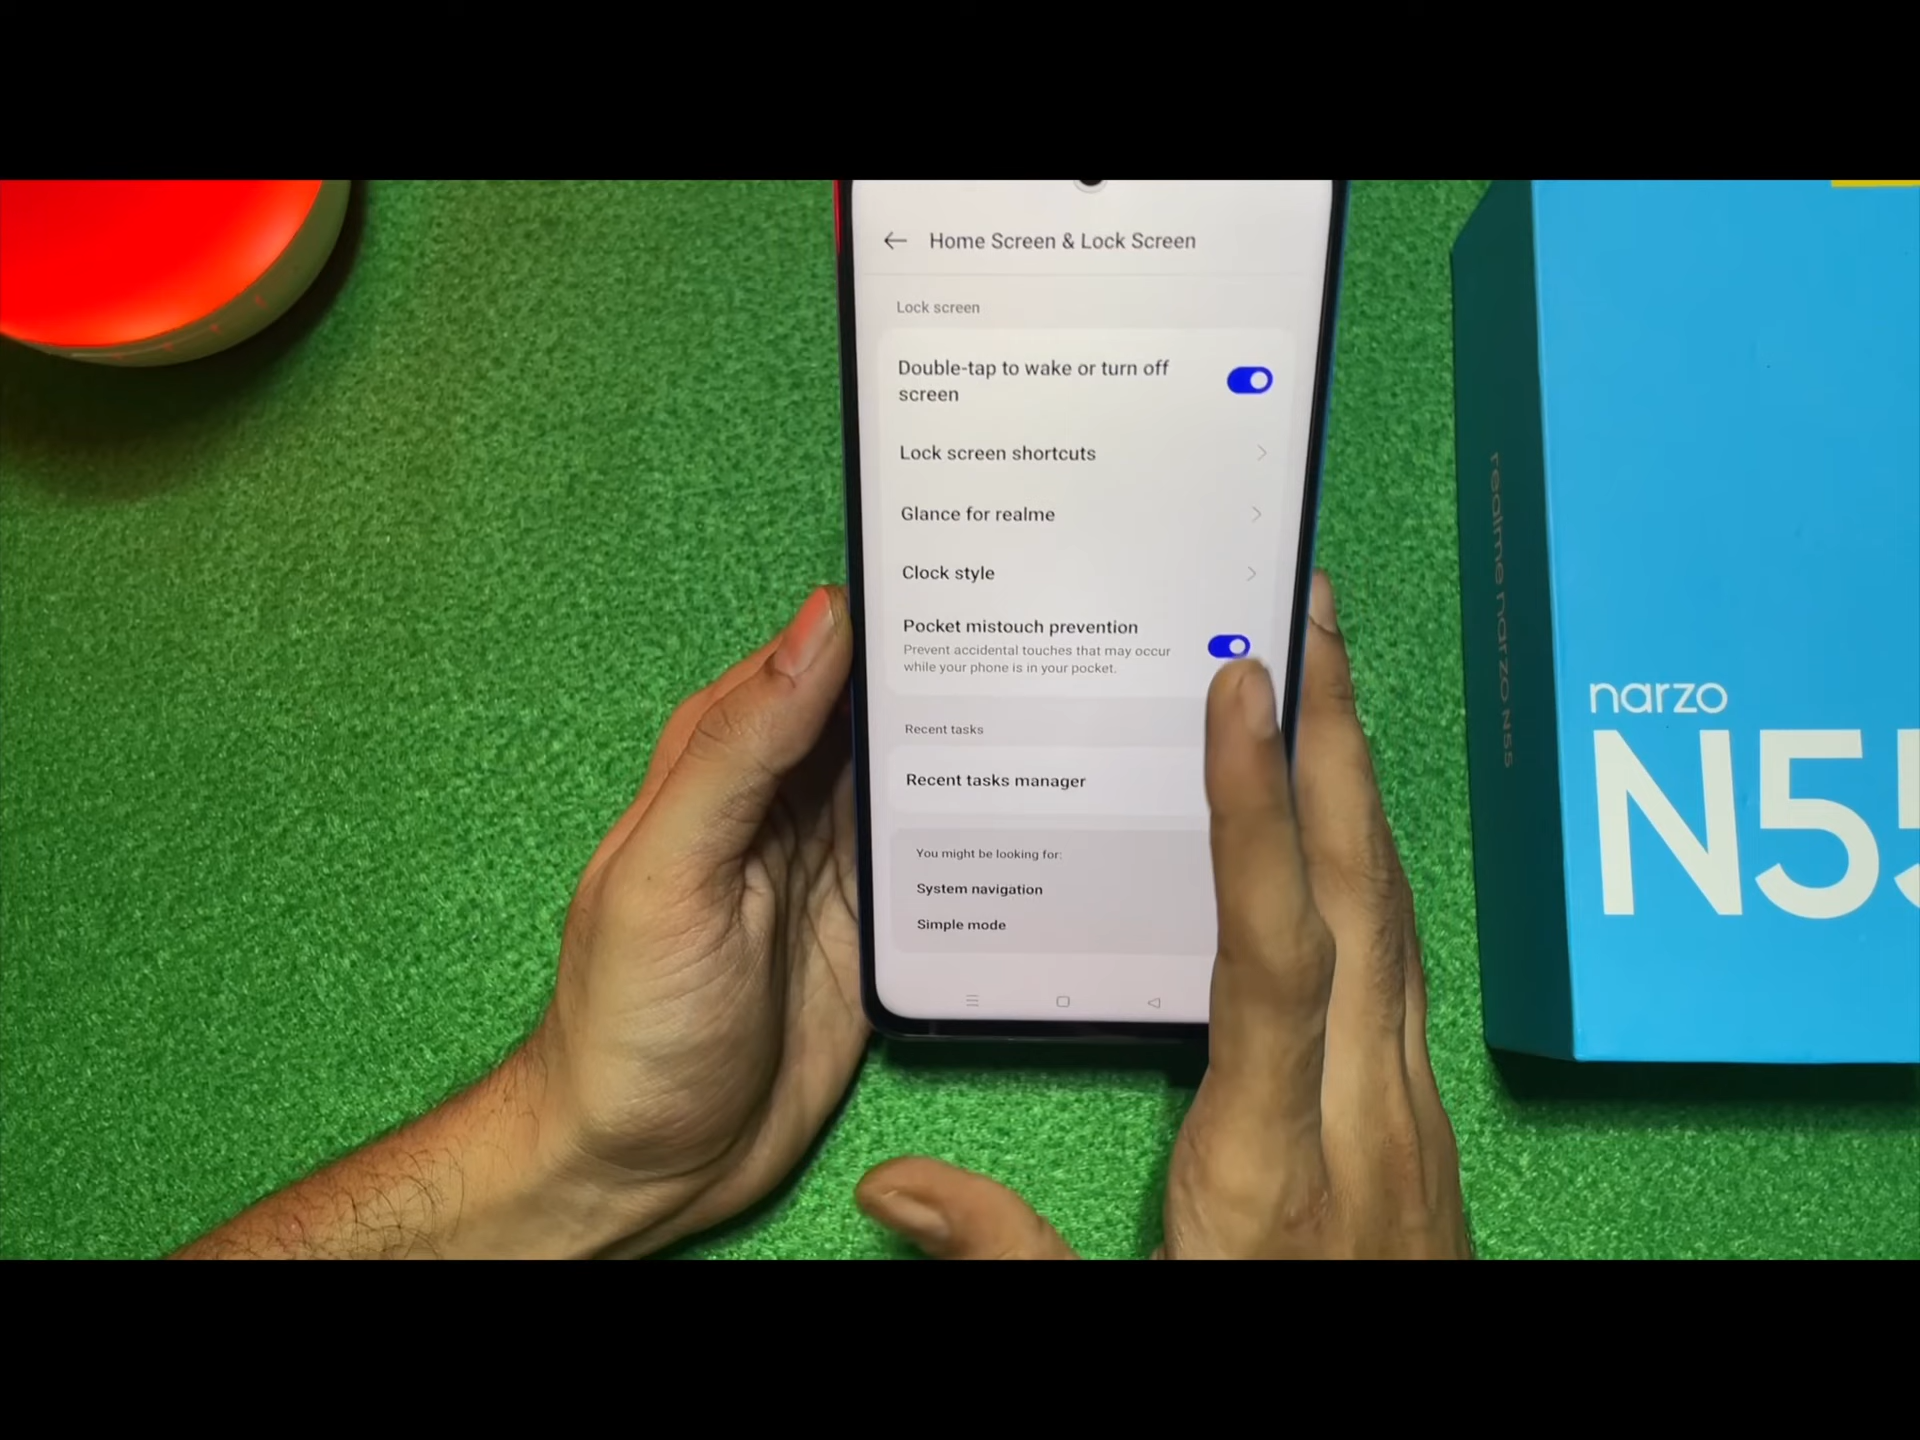 Home Screen & Lock Screen
Lock screen
Double-tap to wake or turn off
screen
Lock screen shortcuts
Glance for realme
Clock style
Pocket mistouch prevention
Prevent accidental touches that may occur
while your phone is in your pocket.
Recent tasks
Recent tasks manager
You might be looking for:
System navigation
Simple mode
realme narzo N55
narzo
N55